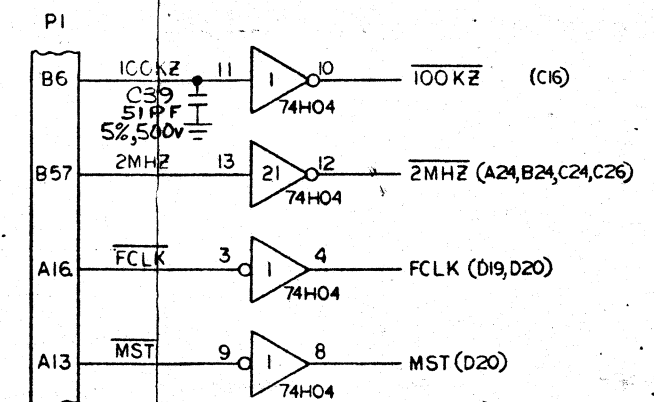 P1
B6 100KZ 11 1 10 100KZ (C16)
C39
51PF
5%,500V
74H04
B57 2MHZ 13 21 12 2MHZ (A24,B24,C24,C26)
74H04
A16 FCLK 3 1 4 FCLK (D19,D20)
74H04
A13 MST 9 1 8 MST (D20)
74H04